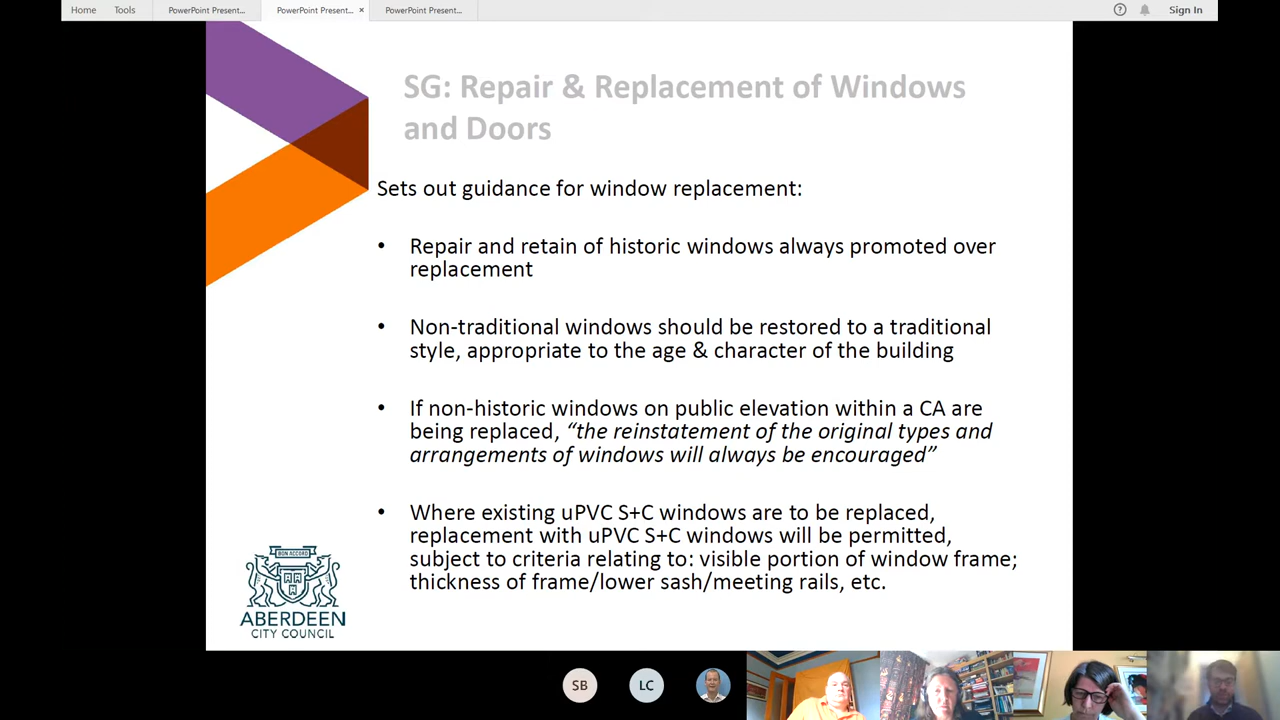 Home Tools PowerPoint Present... PowerPoint Present... × PowerPoint Present... ? Sign In
SG: Repair & Replacement of Windows
and Doors
Sets out guidance for window replacement:
• Repair and retain of historic windows always promoted over
replacement
• Non-traditional windows should be restored to a traditional
style, appropriate to the age & character of the building
• If non-historic windows on public elevation within a CA are
being replaced, “the reinstatement of the original types and
arrangements of windows will always be encouraged”
• Where existing uPVC S+C windows are to be replaced,
replacement with uPVC S+C windows will be permitted,
subject to criteria relating to: visible portion of window frame;
thickness of frame/lower sash/meeting rails, etc.
BON ACCORD
ABERDEEN
CITY COUNCIL
SB LC